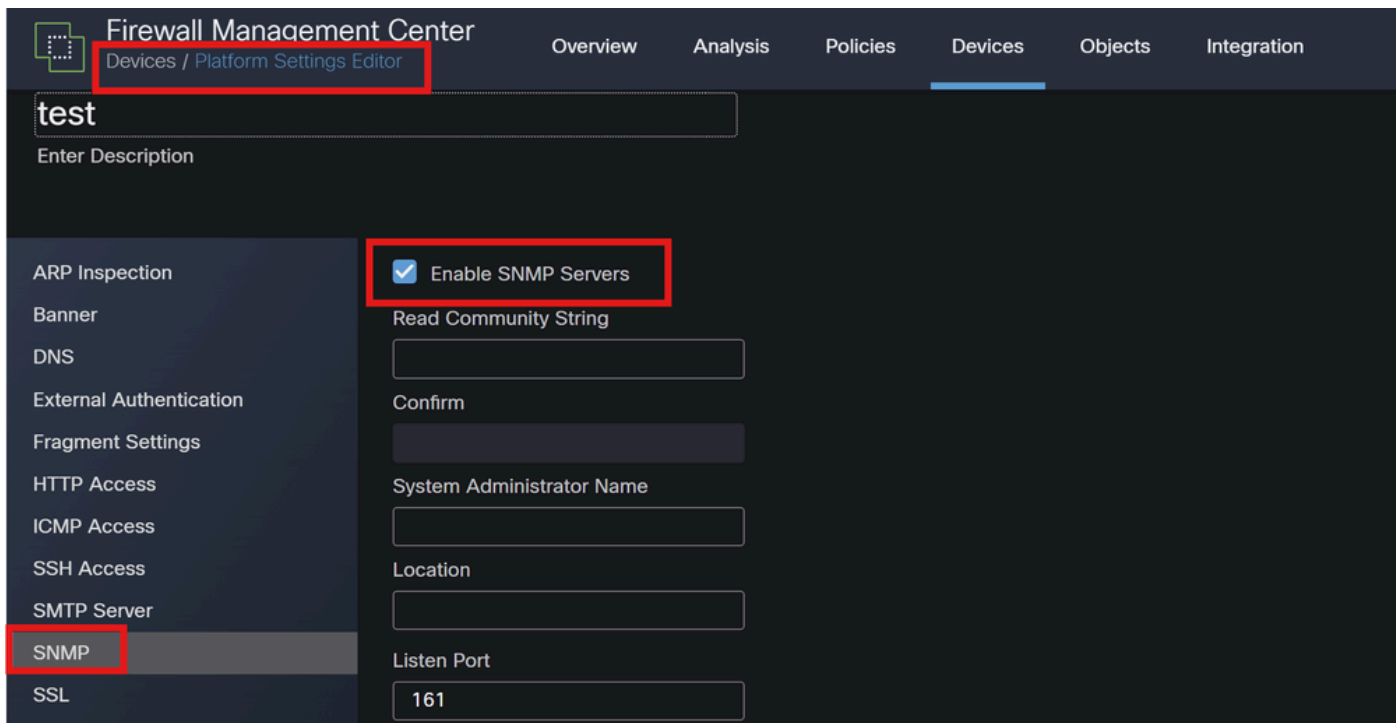 Firewall Management Center
Devices / Platform Settings Editor
Overview
Analysis
Policies
Devices
Objects
Integration
test
Enter Description
ARP Inspection
Banner
DNS
External Authentication
Fragment Settings
HTTP Access
ICMP Access
SSH Access
SMTP Server
SNMP
SSL
Enable SNMP Servers
Read Community String
Confirm
System Administrator Name
Location
Listen Port
161